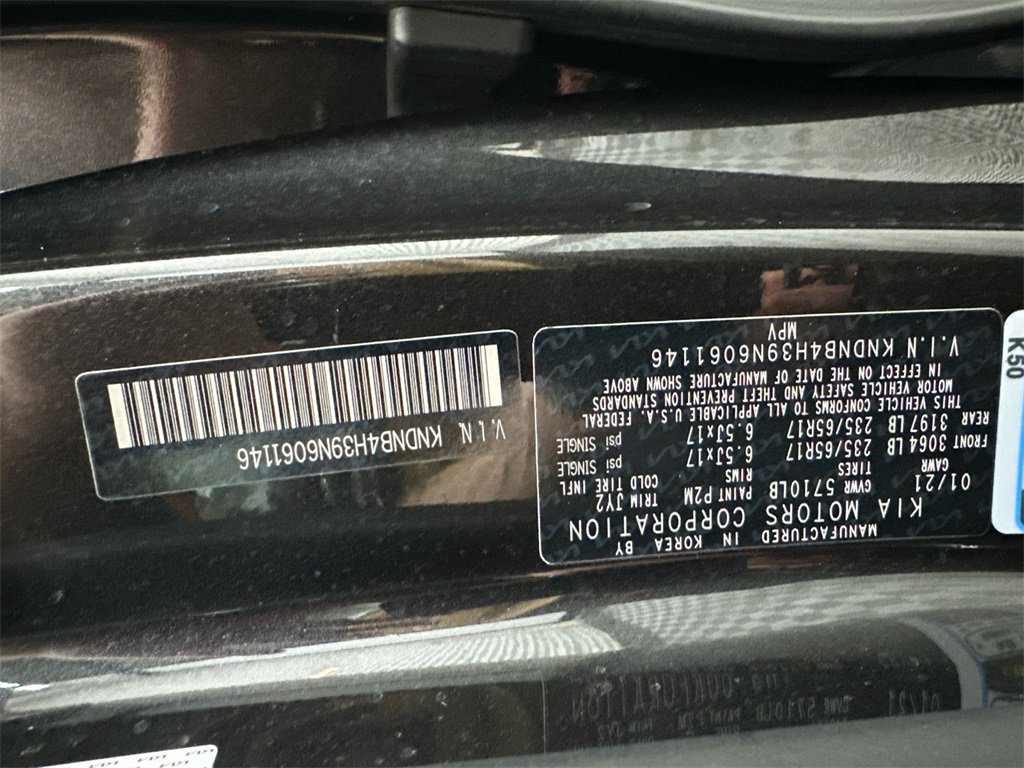 MANUFACTURED IN KOREA BY
KIA MOTORS CORPORATION
01/21 GVWR 5710LB PAINT P2M TRIM JY2
GAWR TIRES RIMS COLD TIRE INFL
FRONT 3064 LB 235/65R17 6.5Jx17 psi SINGLE
REAR 3197 LB 235/65R17 6.5Jx17 psi SINGLE
THIS VEHICLE CONFORMS TO ALL APPLICABLE U.S.A. FEDERAL
MOTOR VEHICLE SAFETY AND THEFT PREVENTION STANDARDS
IN EFFECT ON THE DATE OF MANUFACTURE SHOWN ABOVE
V.I.N. KNDNB4H39N6061146
MPV
V.I.N. KNDNB4H39N6061146
K50